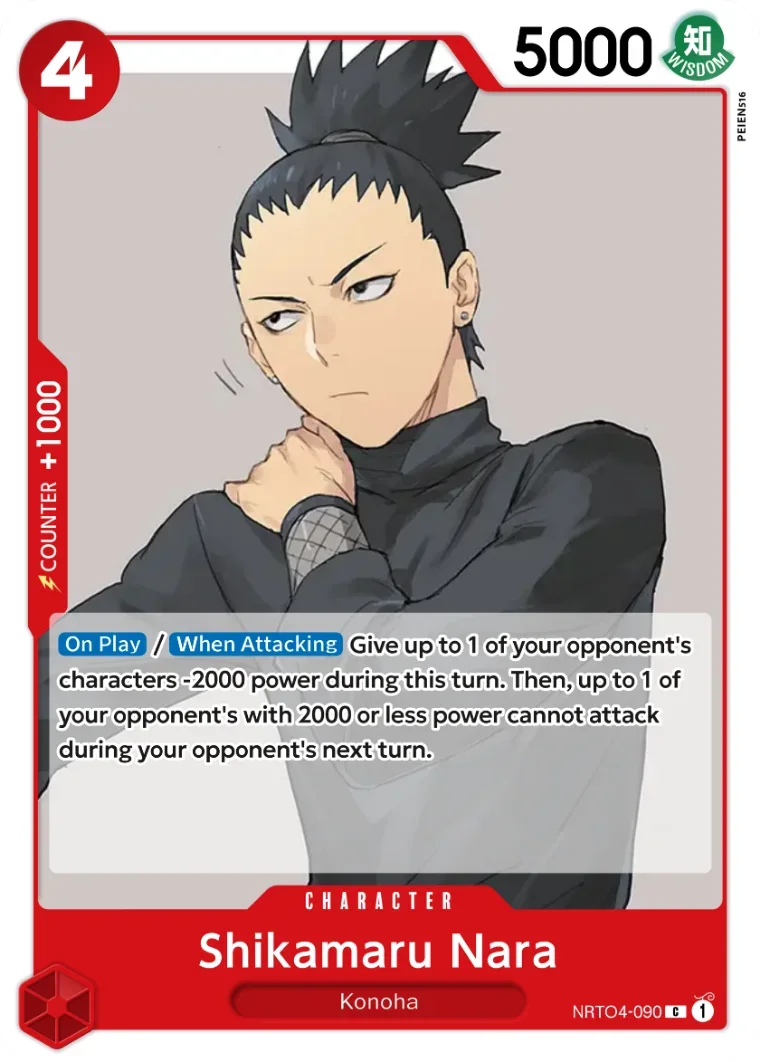 4
5000
知
WISDOM
PEIEN516
COUNTER +1000
On Play / When Attacking Give up to 1 of your opponent's
characters -2000 power during this turn. Then, up to 1 of
your opponent's with 2000 or less power cannot attack
during your opponent's next turn.
CHARACTER
Shikamaru Nara
Konoha
NRTO4-090 C 1